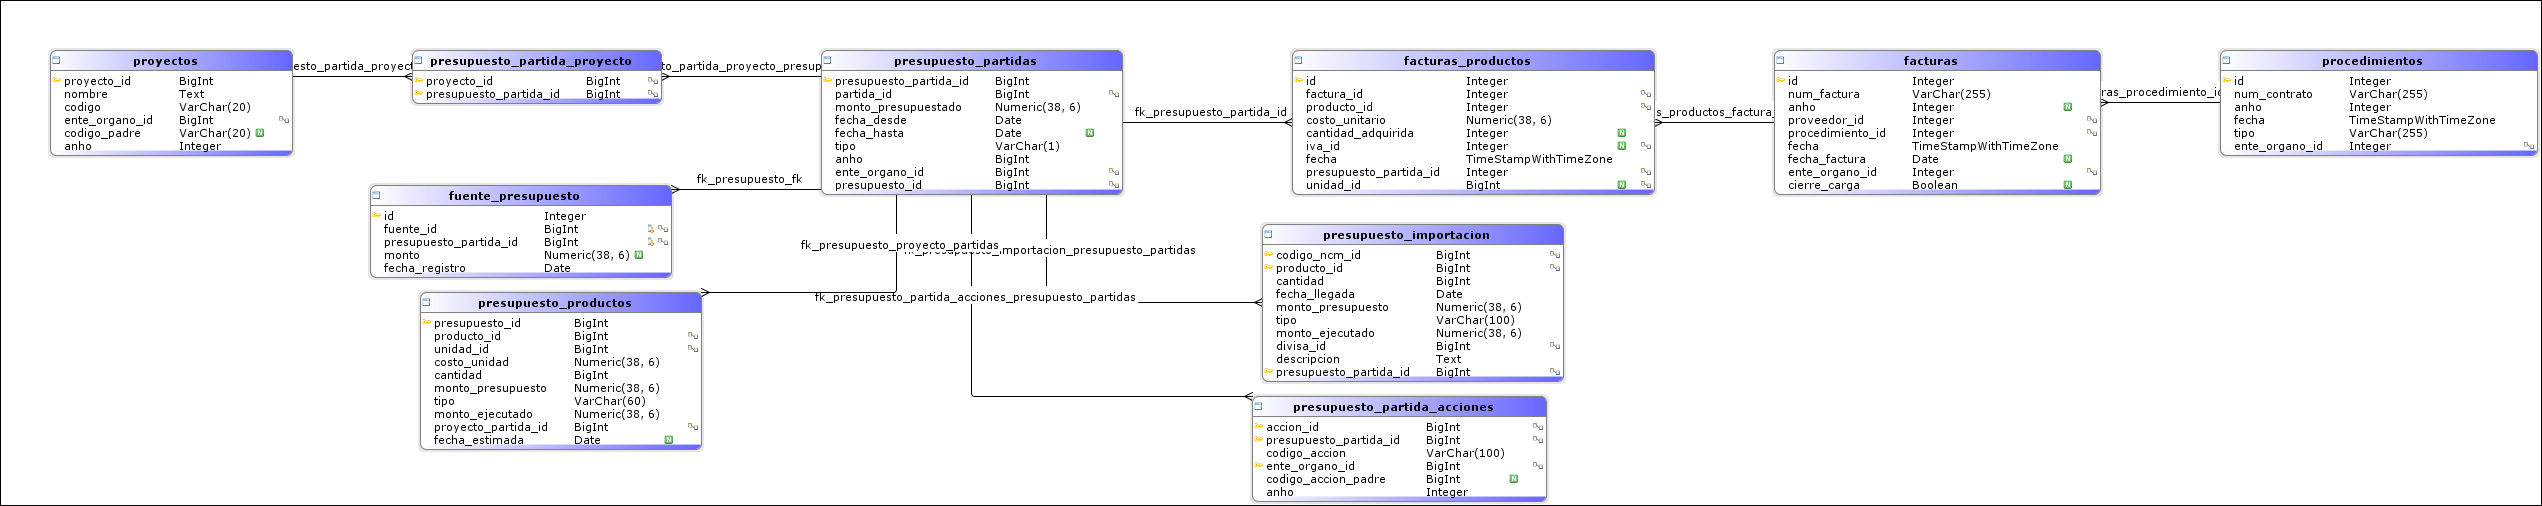 proyectos
proyecto_id BigInt
nombre Text
codigo VarChar(20)
ente_organo_id BigInt
codigo_padre VarChar(20) N
anho Integer
esto_partida_proyect
presupuesto_partida_proyecto
proyecto_id BigInt
presupuesto_partida_id BigInt
to_partida_proyecto_presup
presupuesto_partidas
presupuesto_partida_id BigInt
partida_id BigInt
monto_presupuestado Numeric(38, 6)
fecha_desde Date
fecha_hasta Date N
tipo VarChar(1)
anho BigInt
ente_organo_id BigInt
presupuesto_id BigInt
fk_presupuesto_partida_id
facturas_productos
id Integer
factura_id Integer
producto_id Integer
costo_unitario Numeric(38, 6)
cantidad_adquirida Integer N
iva_id Integer N
fecha TimeStampWithTimeZone
presupuesto_partida_id Integer
unidad_id BigInt N
s_productos_factura_
facturas
id Integer
num_factura VarChar(255)
anho Integer N
proveedor_id Integer
procedimiento_id Integer
fecha TimeStampWithTimeZone
fecha_factura Date N
ente_organo_id Integer
cierre_carga Boolean N
ras_procedimiento_id
procedimientos
id Integer
num_contrato VarChar(255)
anho Integer
fecha TimeStampWithTimeZone
tipo VarChar(255)
ente_organo_id Integer
fk_presupuesto_fk
fuente_presupuesto
id Integer
fuente_id BigInt
presupuesto_partida_id BigInt
monto Numeric(38, 6) N
fecha_registro Date
fk_presupuesto_proyecto_partidas
importacion_presupuesto_partidas
fk_presupuesto_partida_acciones_presupuesto_partidas
presupuesto_productos
presupuesto_id BigInt
producto_id BigInt
unidad_id BigInt
costo_unidad Numeric(38, 6)
cantidad BigInt
monto_presupuesto Numeric(38, 6)
tipo VarChar(60)
monto_ejecutado Numeric(38, 6)
proyecto_partida_id BigInt
fecha_estimada Date N
presupuesto_importacion
codigo_ncm_id BigInt
producto_id BigInt
cantidad BigInt
fecha_llegada Date
monto_presupuesto Numeric(38, 6)
tipo VarChar(100)
monto_ejecutado Numeric(38, 6)
divisa_id BigInt
descripcion Text
presupuesto_partida_id BigInt
presupuesto_partida_acciones
accion_id BigInt
presupuesto_partida_id BigInt
codigo_accion VarChar(100)
ente_organo_id BigInt
codigo_accion_padre BigInt N
anho Integer